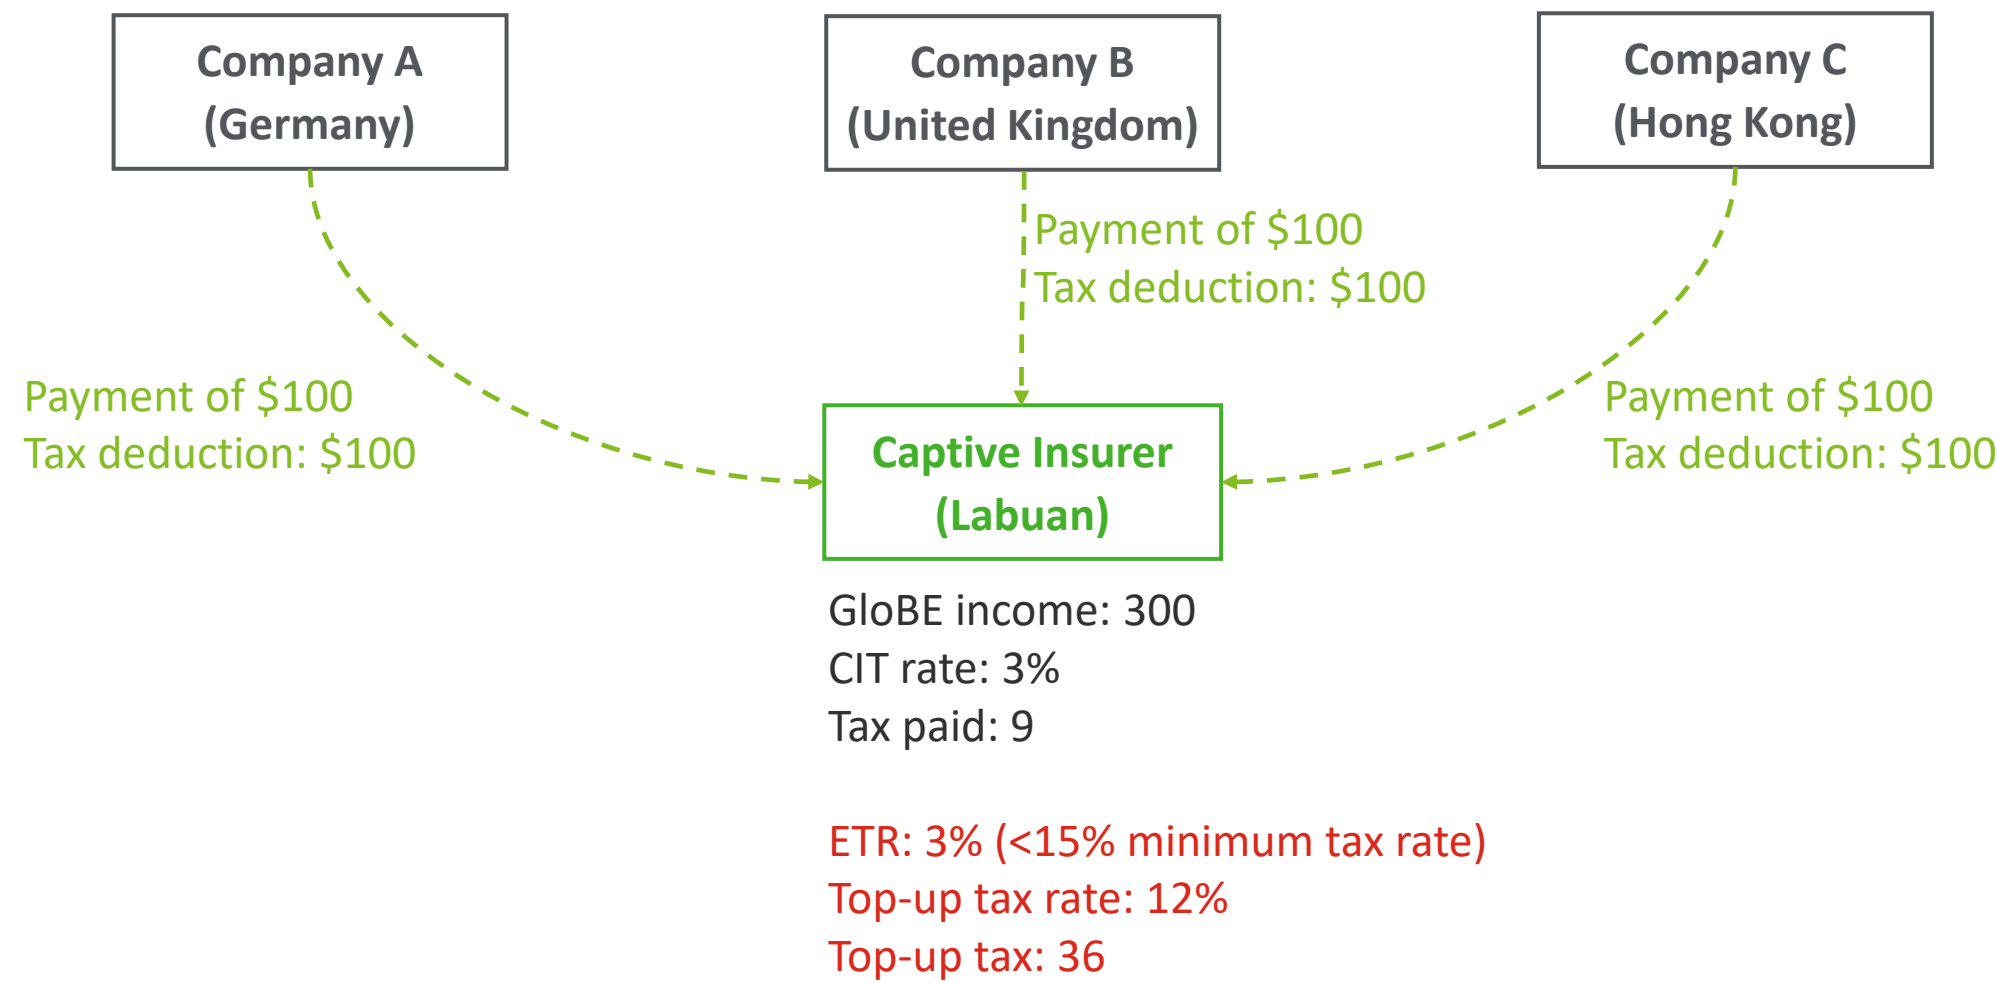 Company A
(Germany)
Company B
(United Kingdom)
Company C
(Hong Kong)
Payment of $100
Tax deduction: $100
Payment of $100
Tax deduction: $100
Payment of $100
Tax deduction: $100
Captive Insurer
(Labuan)
GloBE income: 300
CIT rate: 3%
Tax paid: 9
ETR: 3% (<15% minimum tax rate)
Top-up tax rate: 12%
Top-up tax: 36